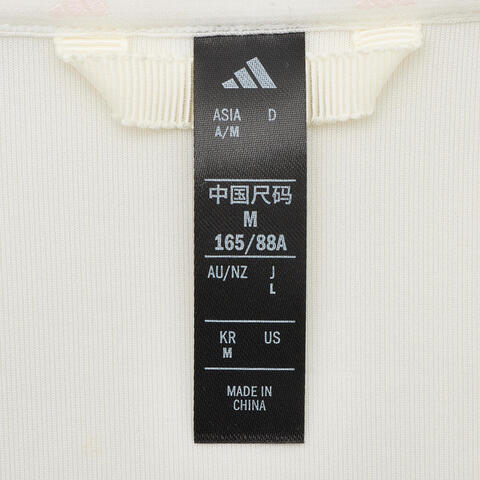 ASIA D
A/M
中国尺码
M
165/88A
AU/NZ J
L
KR US
M
MADE IN
CHINA